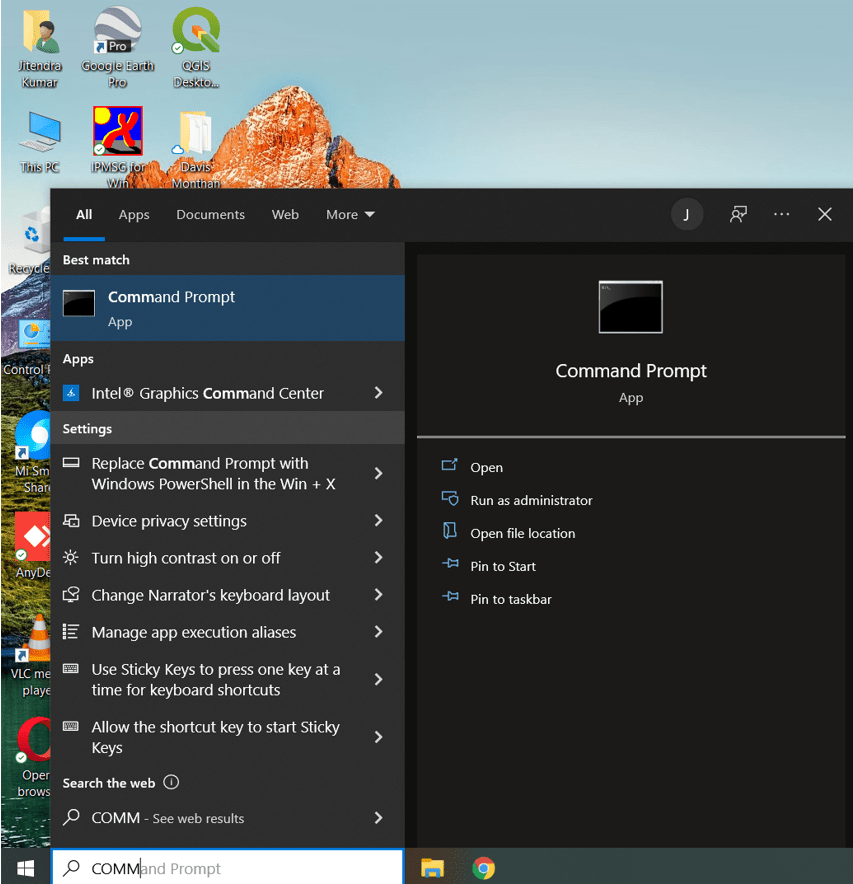 Jitendra
Kumar
Pro
Google Earth
Pro
QGIS
Deskto...
This PC
IPMSG for
Win
Davis
Monthan
Recycle
Control
Mi Sm
Share
AnyDe
VLC me
playe
Oper
brows
All
Apps
Documents
Web
More
J
Best match
Command Prompt
App
Apps
Intel® Graphics Command Center
Settings
Replace Command Prompt with
Windows PowerShell in the Win + X
Device privacy settings
Turn high contrast on or off
Change Narrator's keyboard layout
Manage app execution aliases
Use Sticky Keys to press one key at a
time for keyboard shortcuts
Allow the shortcut key to start Sticky
Keys
Search the web
COMM - See web results
Command Prompt
App
Open
Run as administrator
Open file location
Pin to Start
Pin to taskbar
COMMand Prompt